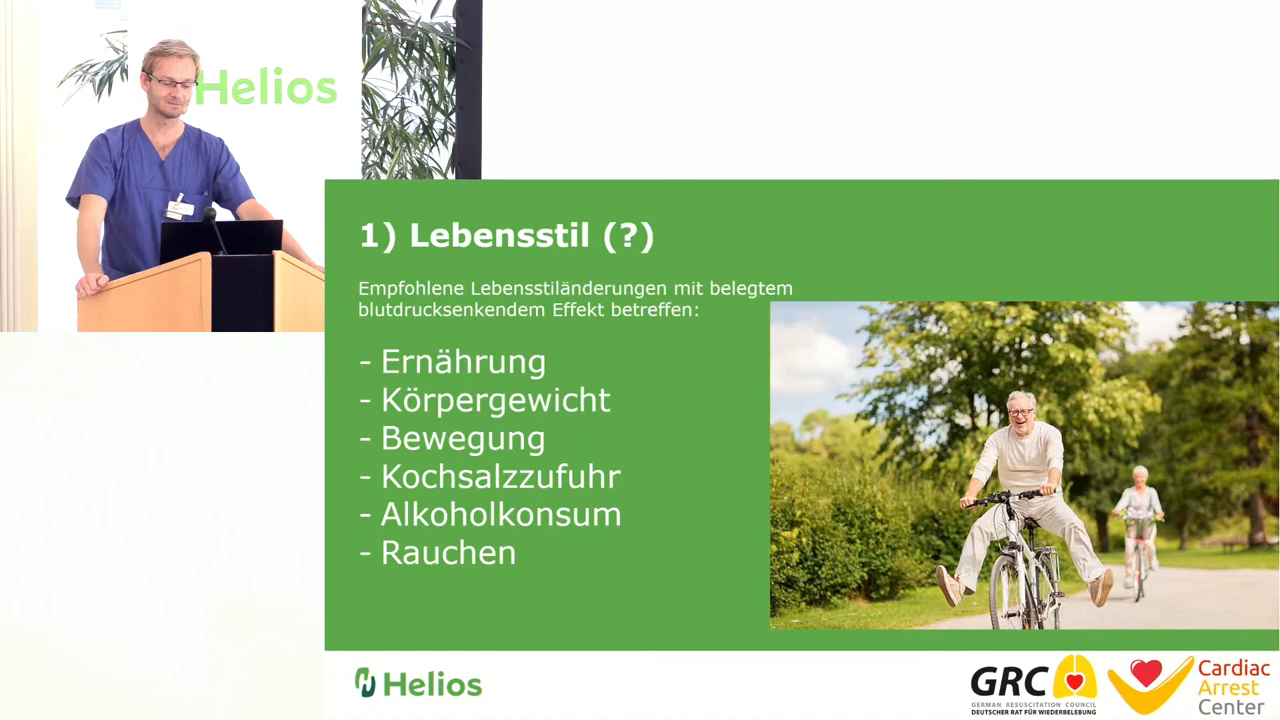 Helios
1) Lebensstil (?)
Empfohlene Lebensstiländerungen mit belegtem
blutdrucksenkendem Effekt betreffen:
- Ernährung
- Körpergewicht
- Bewegung
- Kochsalzzufuhr
- Alkoholkonsum
- Rauchen
Helios
GRC
GERMAN RESUSCITATION COUNCIL
DEUTSCHER RAT FÜR WIEDERBELEBUNG
Cardiac
Arrest
Center